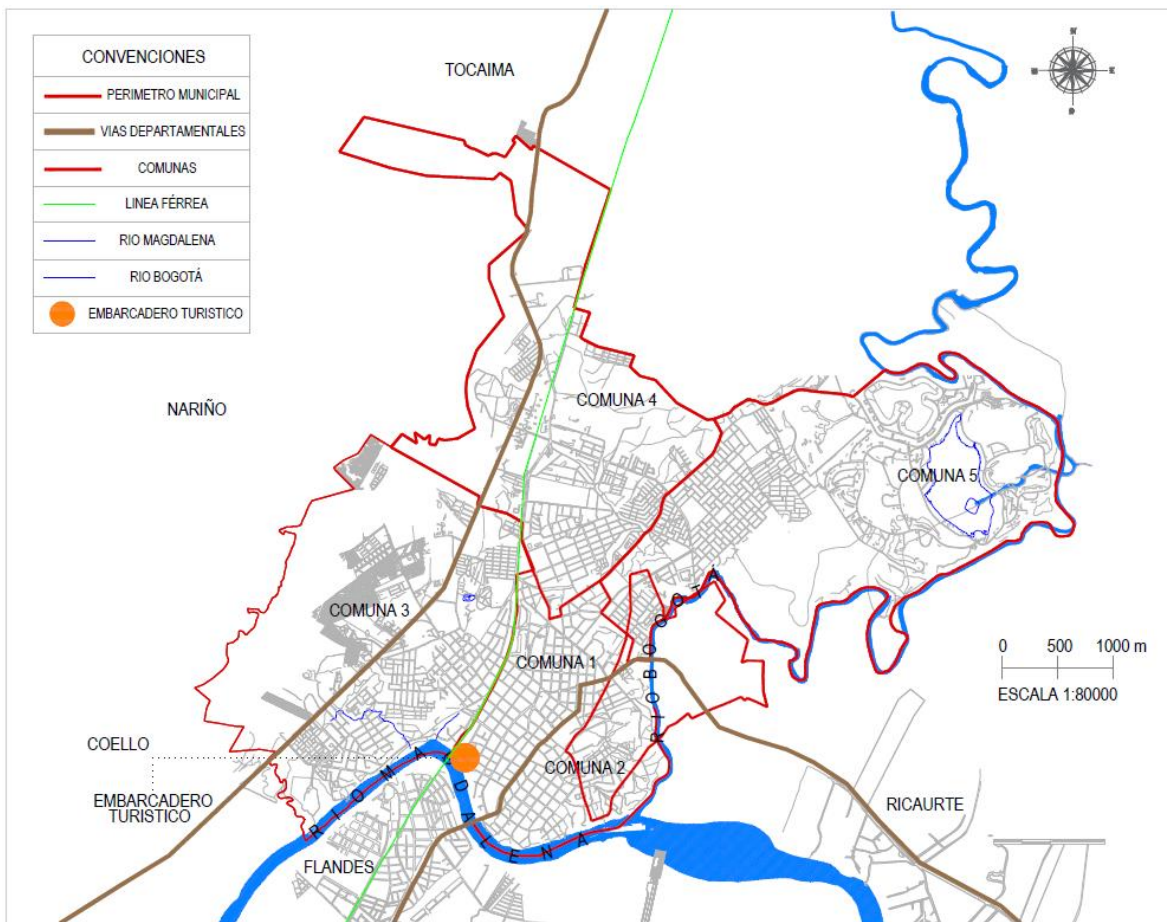 CONVENCIONES
PERIMETRO MUNICIPAL
VIAS DEPARTAMENTALES
COMUNAS
LINEA FÉRREA
RIO MAGDALENA
RIO BOGOTÁ
EMBARCADERO TURISTICO
TOCAIMA
N
E
NARIÑO
COMUNA 4
COMUNA 5
COMUNA 3
COMUNA 1
RIO BOGOTÁ
0 500 1000 m
ESCALA 1:80000
COELLO
COMUNA 2
EMBARCADERO
TURISTICO
RICAURTE
RIO MAGDALENA
FLANDES